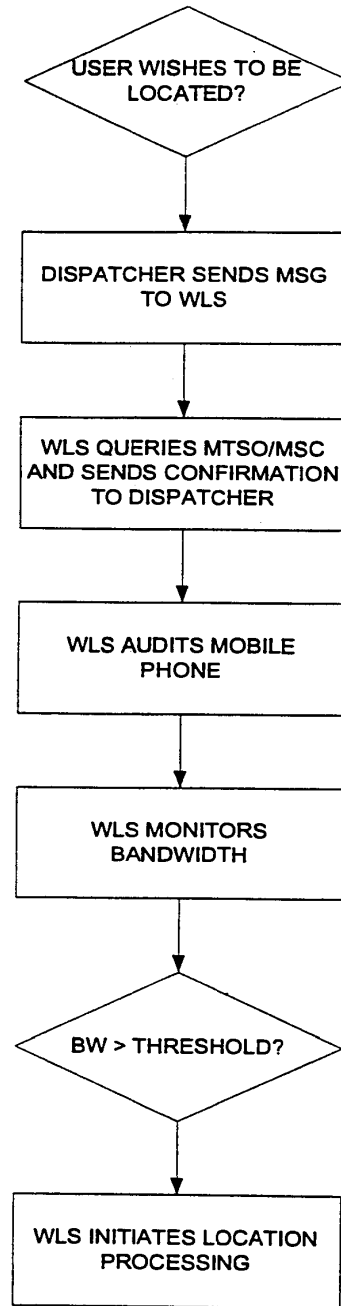 USER WISHES TO BE
LOCATED?
DISPATCHER SENDS MSG
TO WLS
WLS QUERIES MTSO/MSC
AND SENDS CONFIRMATION
TO DISPATCHER
WLS AUDITS MOBILE
PHONE
WLS MONITORS
BANDWIDTH
BW > THRESHOLD?
WLS INITIATES LOCATION
PROCESSING